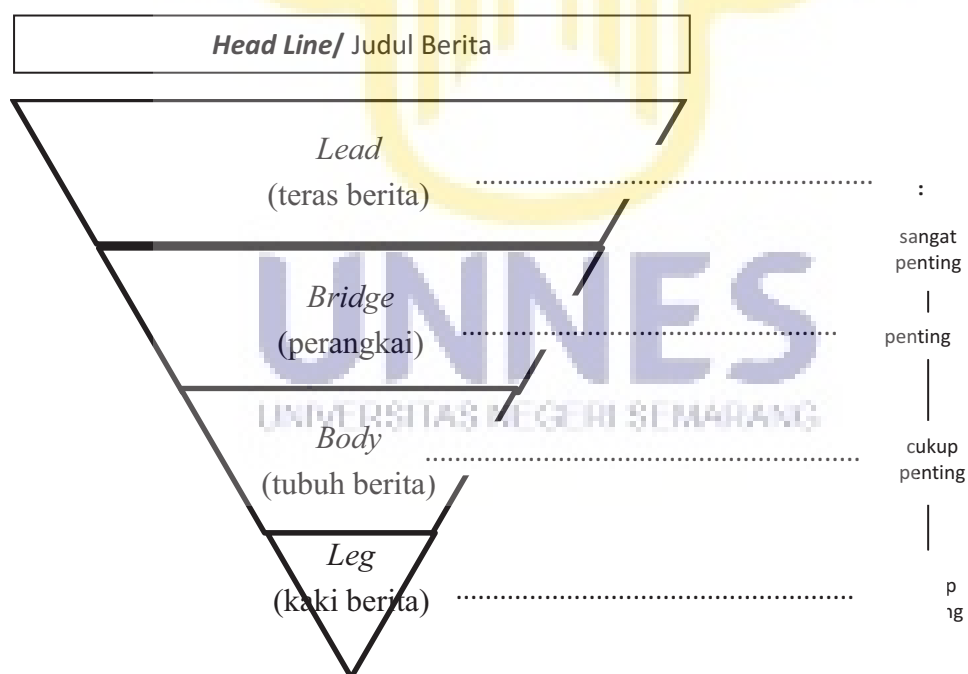 Head Line/ Judul Berita
Lead
(teras berita) ........................................................
:
sangat
penting
Bridge
(perangkai) ........................................................ penting
UNNES
UNIVERSITAS NEGERI SEMARANG
Body
(tubuh berita) ........................................................
cukup
penting
Leg
(kaki berita) ........................................................